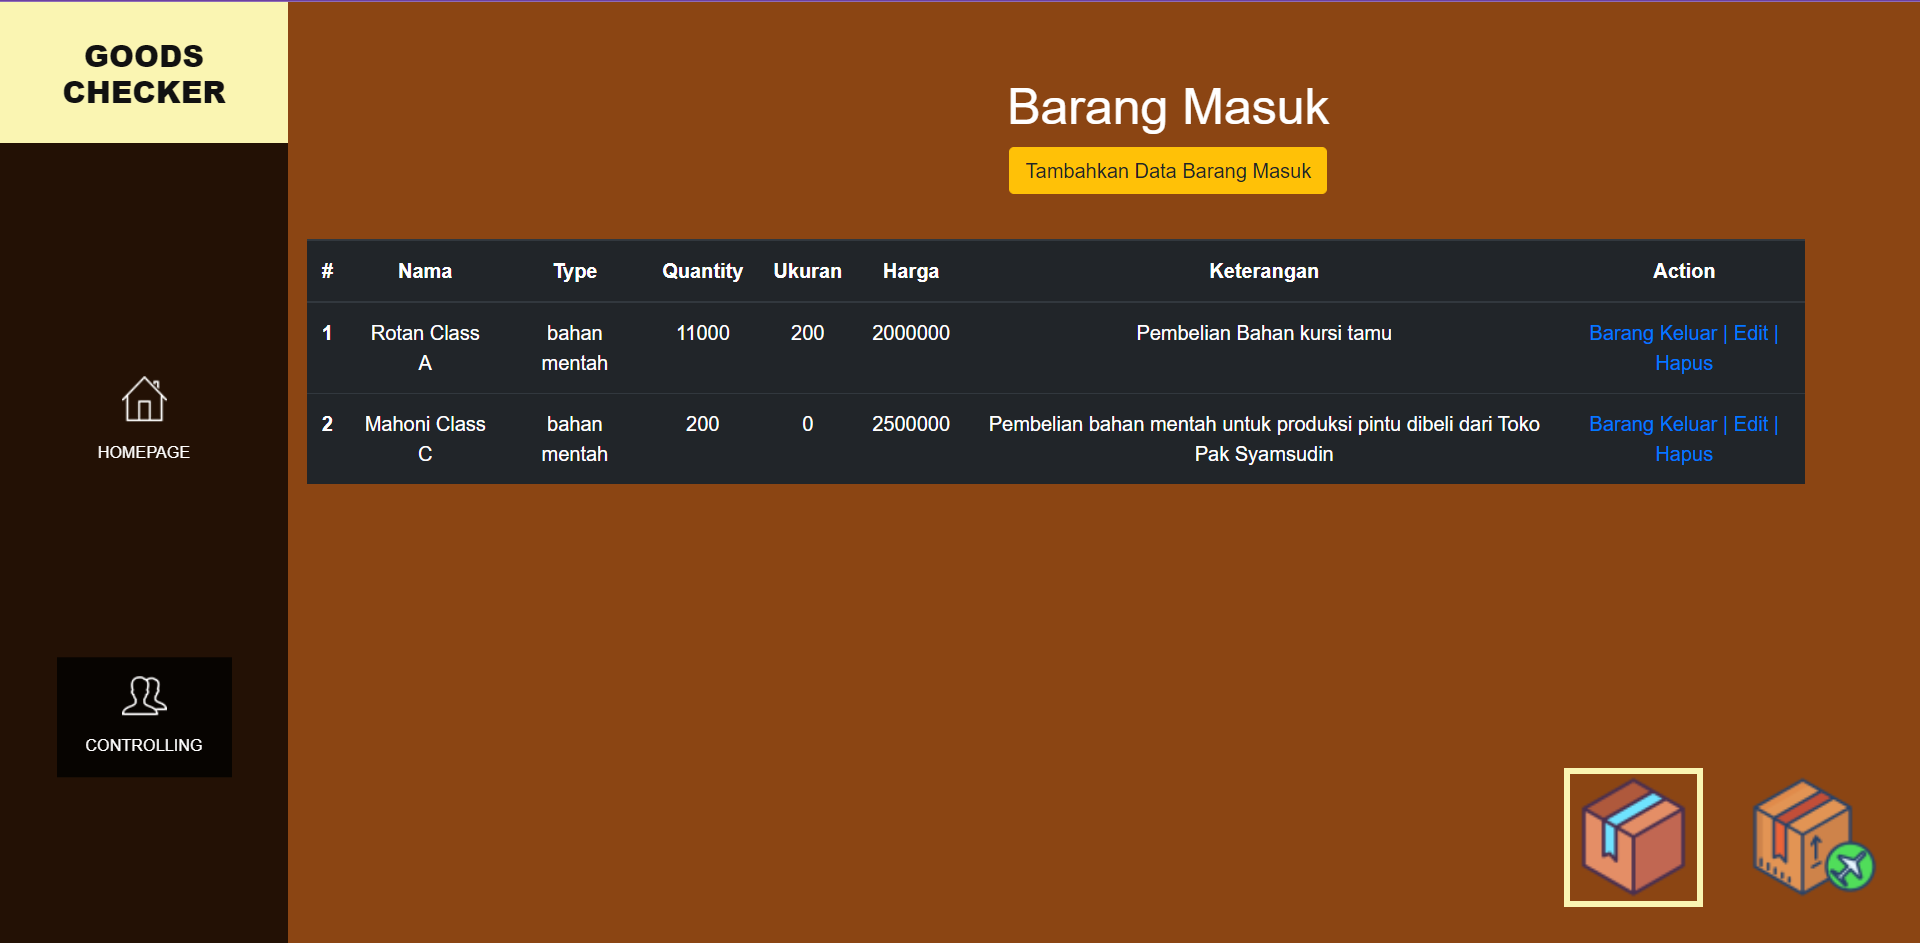 GOODS
CHECKER
HOMEPAGE
CONTROLLING
Barang Masuk
Tambahkan Data Barang Masuk
# Nama Type Quantity Ukuran Harga Keterangan Action
1 Rotan Class bahan 11000 200 2000000 Pembelian Bahan kursi tamu Barang Keluar | Edit |
A mentah Hapus
2 Mahoni Class bahan 200 0 2500000 Pembelian bahan mentah untuk produksi pintu dibeli dari Toko Barang Keluar | Edit |
C mentah Pak Syamsudin Hapus